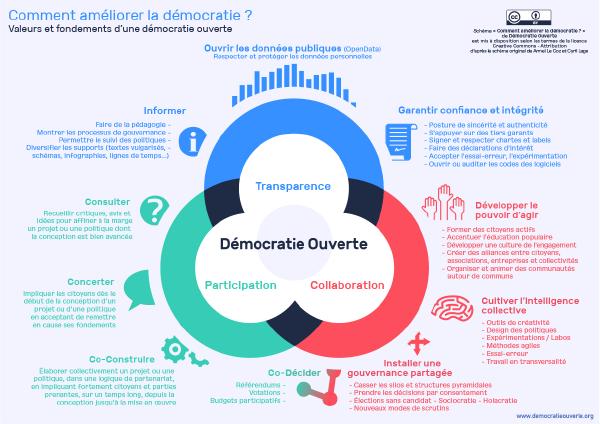 Comment améliorer la démocratie ?
Valeurs et fondements d'une démocratie ouverte
cc
Schéma « Comment améliorer la démocratie ? »
de Démocratie Ouverte
est mis à disposition selon les termes de la licence
Creative Commons - Attribution
d'après le schéma original de Armel Le Coz et Cyril Lage
Ouvrir les données publiques (OpenData)
Respecter et protéger les données personnelles
Informer
Faire de la pédagogie -
Montrer les processus de gouvernance -
Permettre le suivi des politiques -
Diversifier les supports (textes vulgarisés, -
schémas, infographies, lignes de temps...)
Garantir confiance et intégrité
- Posture de sincérité et authenticité
- S'appuyer sur des tiers garants
- Signer et respecter chartes et labels
- Faire des déclarations d'intérêt
- Accepter l'essai-erreur, l'expérimentation
- Ouvrir ou auditer les codes des logiciels
Transparence
Consulter
Recueillir critiques, avis et
idées pour affiner à la marge
un projet ou une politique dont
la conception est bien avancée
Développer le
pouvoir d'agir
- Former des citoyens actifs
- Accentuer l'éducation populaire
- Développer une culture de l'engagement
- Créer des alliances entre citoyens,
associations, entreprises et collectivités
- Organiser et animer des communautés
autour de communs
Démocratie Ouverte
Participation
Collaboration
Concerter
Impliquer les citoyens dès le
début de la conception d'un
projet ou d'une politique
en acceptant de remettre
en cause ses fondements
Cultiver l'intelligence
collective
- Outils de créativité
- Design des politiques
- Expérimentations / Labos
- Méthodes agiles
- Essai-erreur
- Travail en transversalité
Co-Construire
Élaborer collectivement un projet ou une
politique, dans une logique de partenariat,
en impliquant fortement citoyens et parties
prenantes, sur un temps long, depuis la
conception jusqu'à la mise en œuvre
Co-Décider
Référendums -
Votations -
Budgets participatifs -
Installer une
gouvernance partagée
- Casser les silos et structures pyramidales
- Prendre les décisions par consentement
- Élections sans candidat - Sociocratie - Holacratie
- Nouveaux modes de scrutins
www.democratieouverte.org